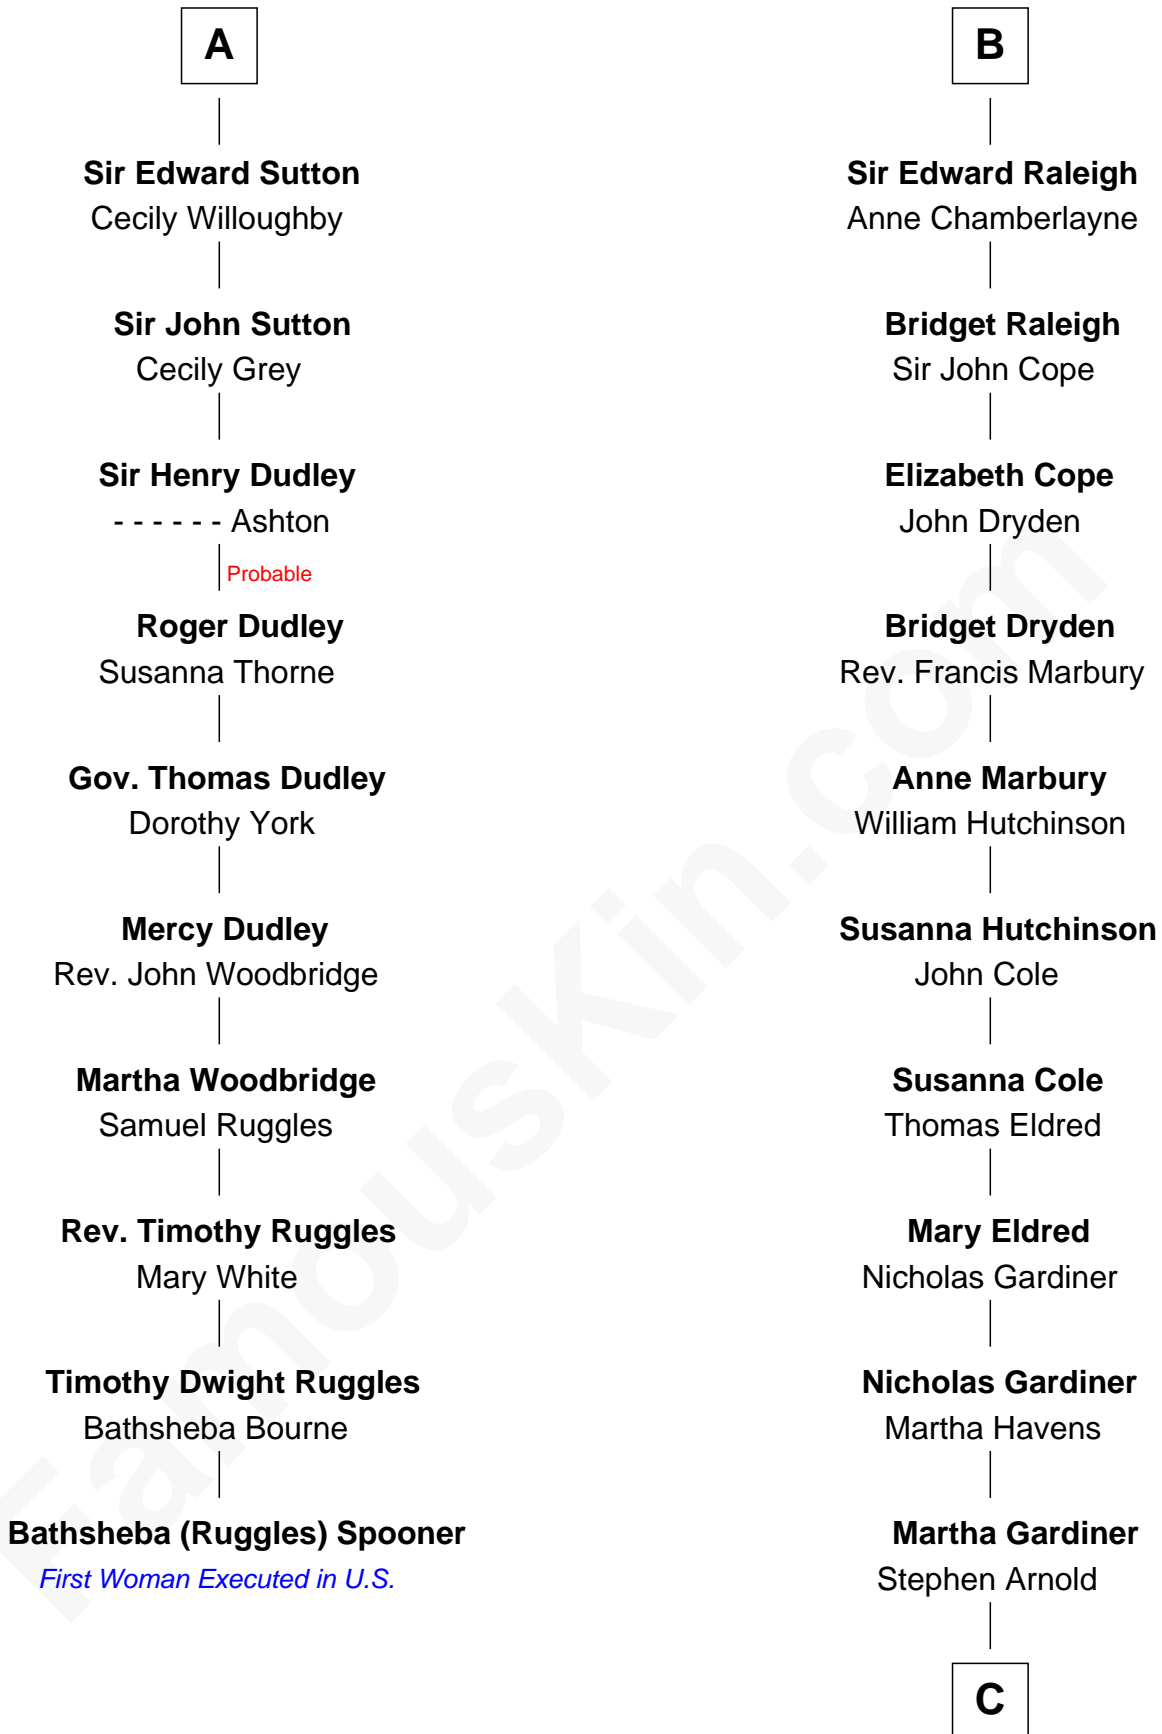 A
Sir Edward Sutton
Cecily Willoughby
Sir John Sutton
Cecily Grey
Sir Henry Dudley
- - - - - - Ashton
Probable
Roger Dudley
Susanna Thorne
Gov. Thomas Dudley
Dorothy York
Mercy Dudley
Rev. John Woodbridge
Martha Woodbridge
Samuel Ruggles
Rev. Timothy Ruggles
Mary White
Timothy Dwight Ruggles
Bathsheba Bourne
Bathsheba (Ruggles) Spooner
First Woman Executed in U.S.
B
Sir Edward Raleigh
Anne Chamberlayne
Bridget Raleigh
Sir John Cope
Elizabeth Cope
John Dryden
Bridget Dryden
Rev. Francis Marbury
Anne Marbury
William Hutchinson
Susanna Hutchinson
John Cole
Susanna Cole
Thomas Eldred
Mary Eldred
Nicholas Gardiner
Nicholas Gardiner
Martha Havens
Martha Gardiner
Stephen Arnold
C
FamousKin.com